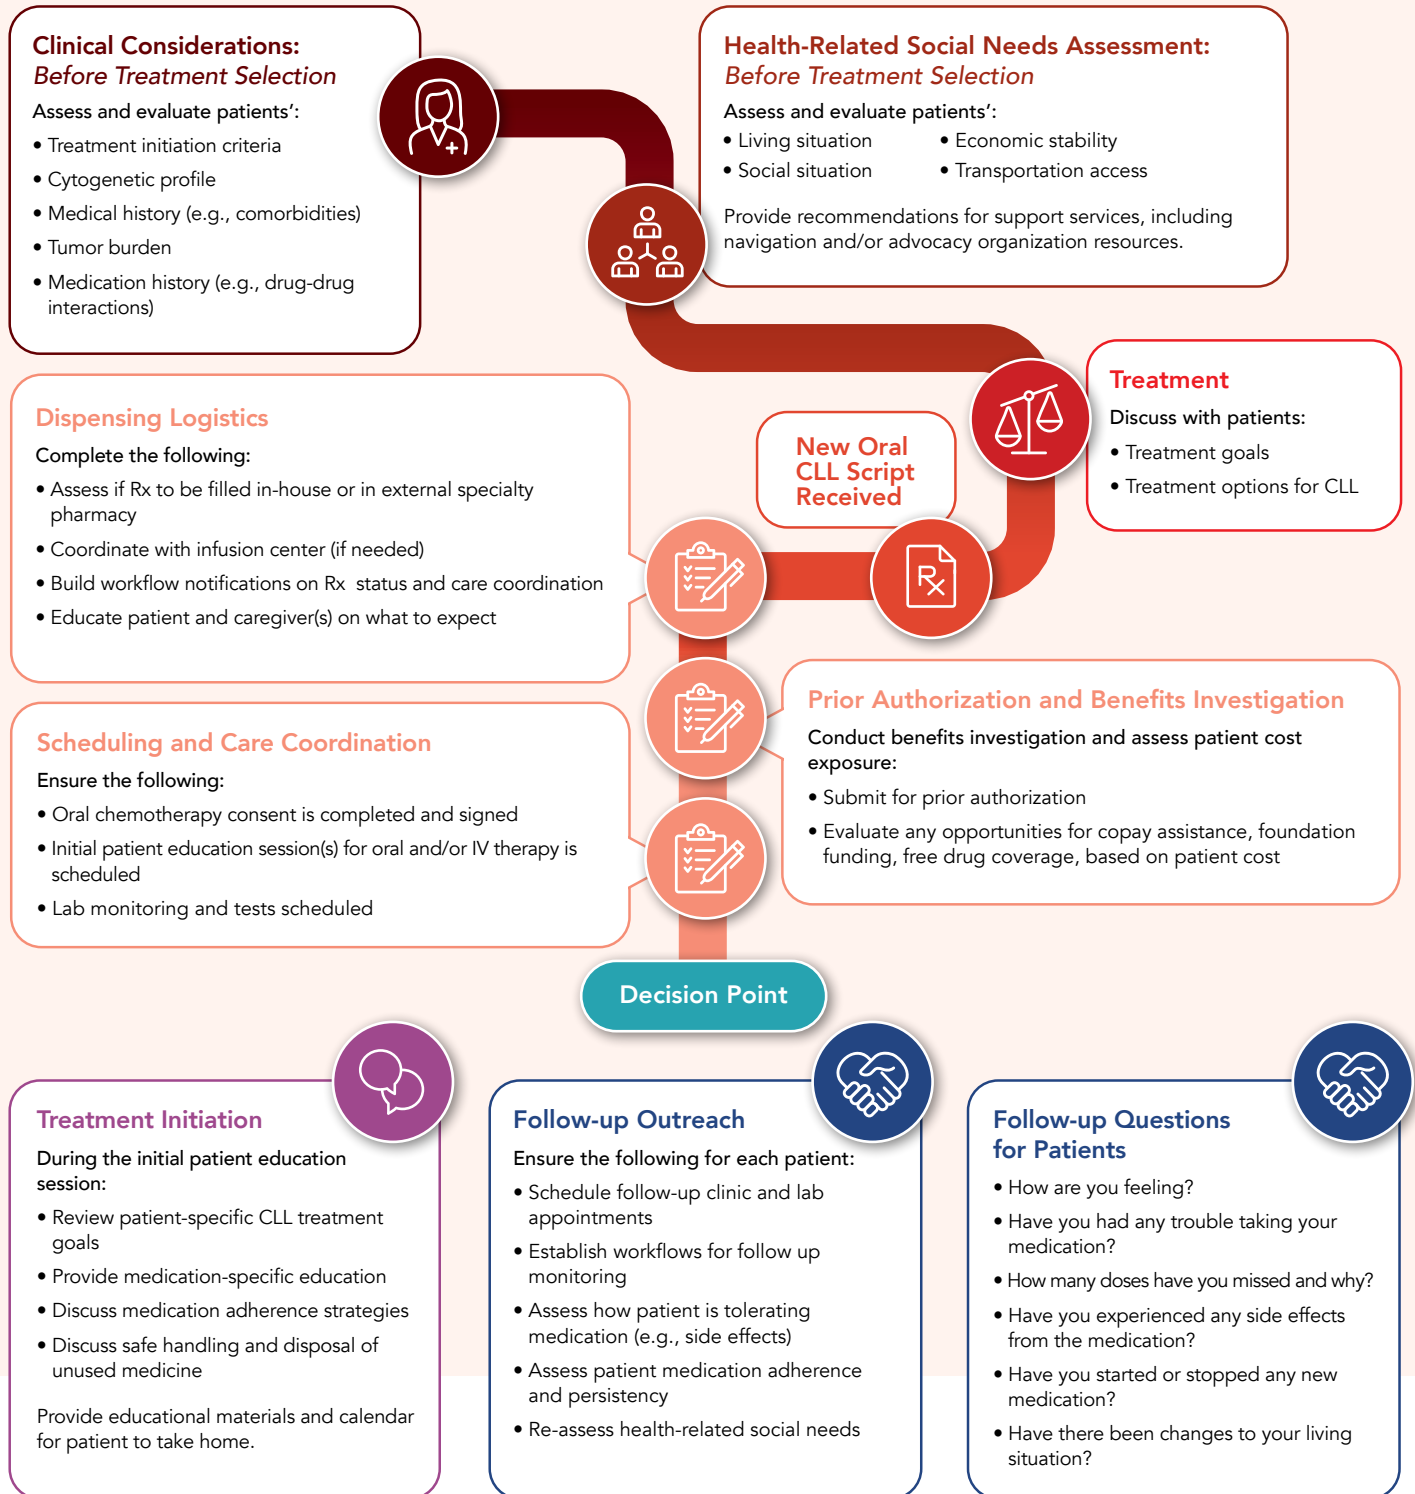 Clinical Considerations:
Before Treatment Selection
Assess and evaluate patients':
• Treatment initiation criteria
• Cytogenetic profile
• Medical history (e.g., comorbidities)
• Tumor burden
• Medication history (e.g., drug-drug
interactions)
Health-Related Social Needs Assessment:
Before Treatment Selection
Assess and evaluate patients':
• Living situation
• Social situation
• Economic stability
• Transportation access
Provide recommendations for support services, including
navigation and/or advocacy organization resources.
Treatment
Discuss with patients:
• Treatment goals
• Treatment options for CLL
New Oral
CLL Script
Received
Rx
Dispensing Logistics
Complete the following:
• Assess if Rx to be filled in-house or in external specialty
pharmacy
• Coordinate with infusion center (if needed)
• Build workflow notifications on Rx status and care coordination
• Educate patient and caregiver(s) on what to expect
Prior Authorization and Benefits Investigation
Conduct benefits investigation and assess patient cost
exposure:
• Submit for prior authorization
• Evaluate any opportunities for copay assistance, foundation
funding, free drug coverage, based on patient cost
Scheduling and Care Coordination
Ensure the following:
• Oral chemotherapy consent is completed and signed
• Initial patient education session(s) for oral and/or IV therapy is
scheduled
• Lab monitoring and tests scheduled
Decision Point
Treatment Initiation
During the initial patient education
session:
• Review patient-specific CLL treatment
goals
• Provide medication-specific education
• Discuss medication adherence strategies
• Discuss safe handling and disposal of
unused medicine
Provide educational materials and calendar
for patient to take home.
Follow-up Outreach
Ensure the following for each patient:
• Schedule follow-up clinic and lab
appointments
• Establish workflows for follow up
monitoring
• Assess how patient is tolerating
medication (e.g., side effects)
• Assess patient medication adherence
and persistency
• Re-assess health-related social needs
Follow-up Questions
for Patients
• How are you feeling?
• Have you had any trouble taking your
medication?
• How many doses have you missed and why?
• Have you experienced any side effects
from the medication?
• Have you started or stopped any new
medication?
• Have there been changes to your living
situation?